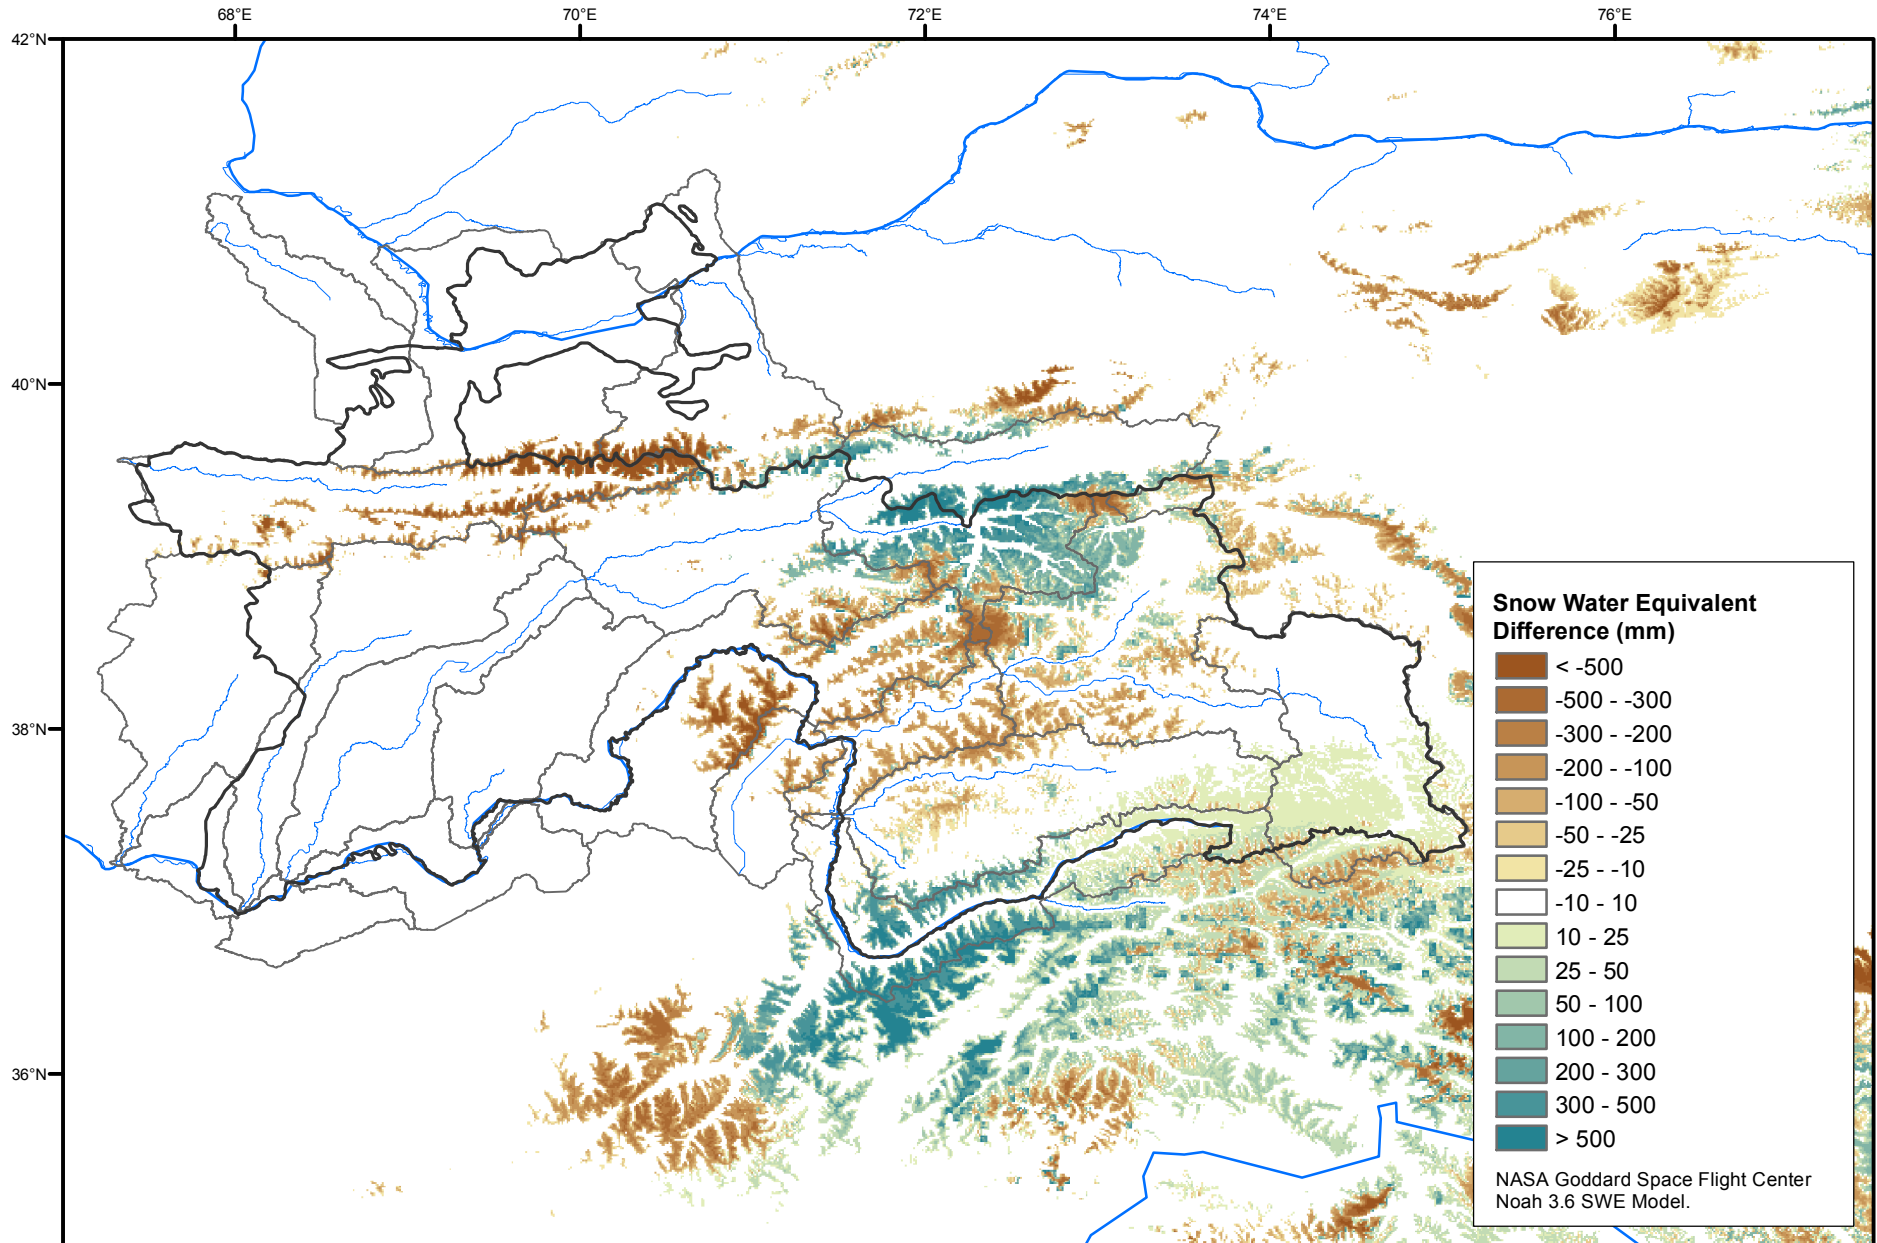 68°E 70°E 72°E 74°E 76°E
42°N
40°N
38°N
36°N
Snow Water Equivalent
Difference (mm)
< -500
-500 - -300
-300 - -200
-200 - -100
-100 - -50
-50 - -25
-25 - -10
-10 - 10
10 - 25
25 - 50
50 - 100
100 - 200
200 - 300
300 - 500
> 500
NASA Goddard Space Flight Center
Noah 3.6 SWE Model.